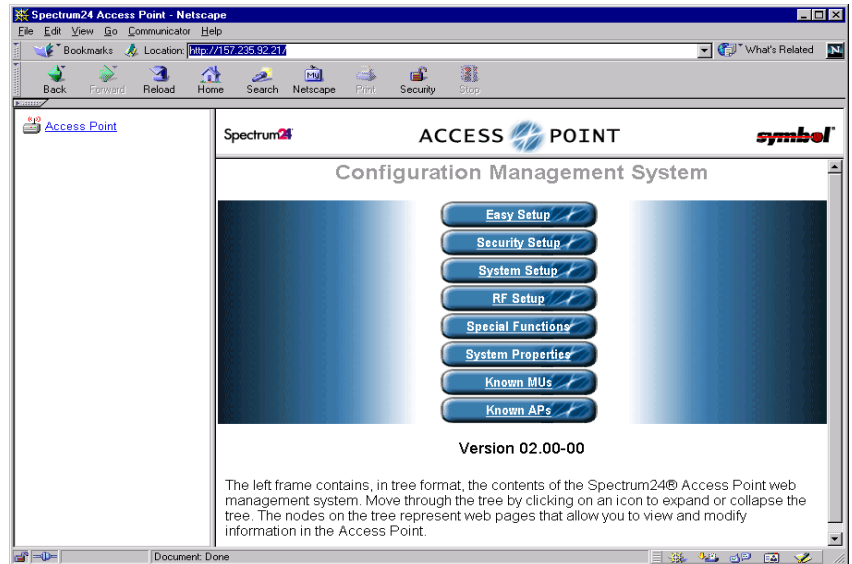 Spectrum24 Access Point - Netscape
File Edit View Go Communicator Help
Bookmarks Location: http://157.235.92.21/ What's Related N
Back Forward Reload Home Search Netscape Print Security Stop
My
Access Point
Spectrum24 ACCESS POINT symbol
Configuration Management System
Easy Setup
Security Setup
System Setup
RF Setup
Special Functions
System Properties
Known MUs
Known APs
Version 02.00-00
The left frame contains, in tree format, the contents of the Spectrum24® Access Point web
management system. Move through the tree by clicking on an icon to expand or collapse the
tree. The nodes on the tree represent web pages that allow you to view and modify
information in the Access Point.
Document: Done